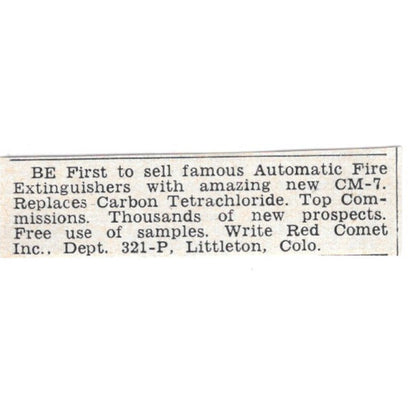 BE First to sell famous Automatic Fire
Extinguishers with amazing new CM-7.
Replaces Carbon Tetrachloride. Top Com-
missions. Thousands of new prospects.
Free use of samples. Write Red Comet
Inc., Dept. 321-P, Littleton, Colo.